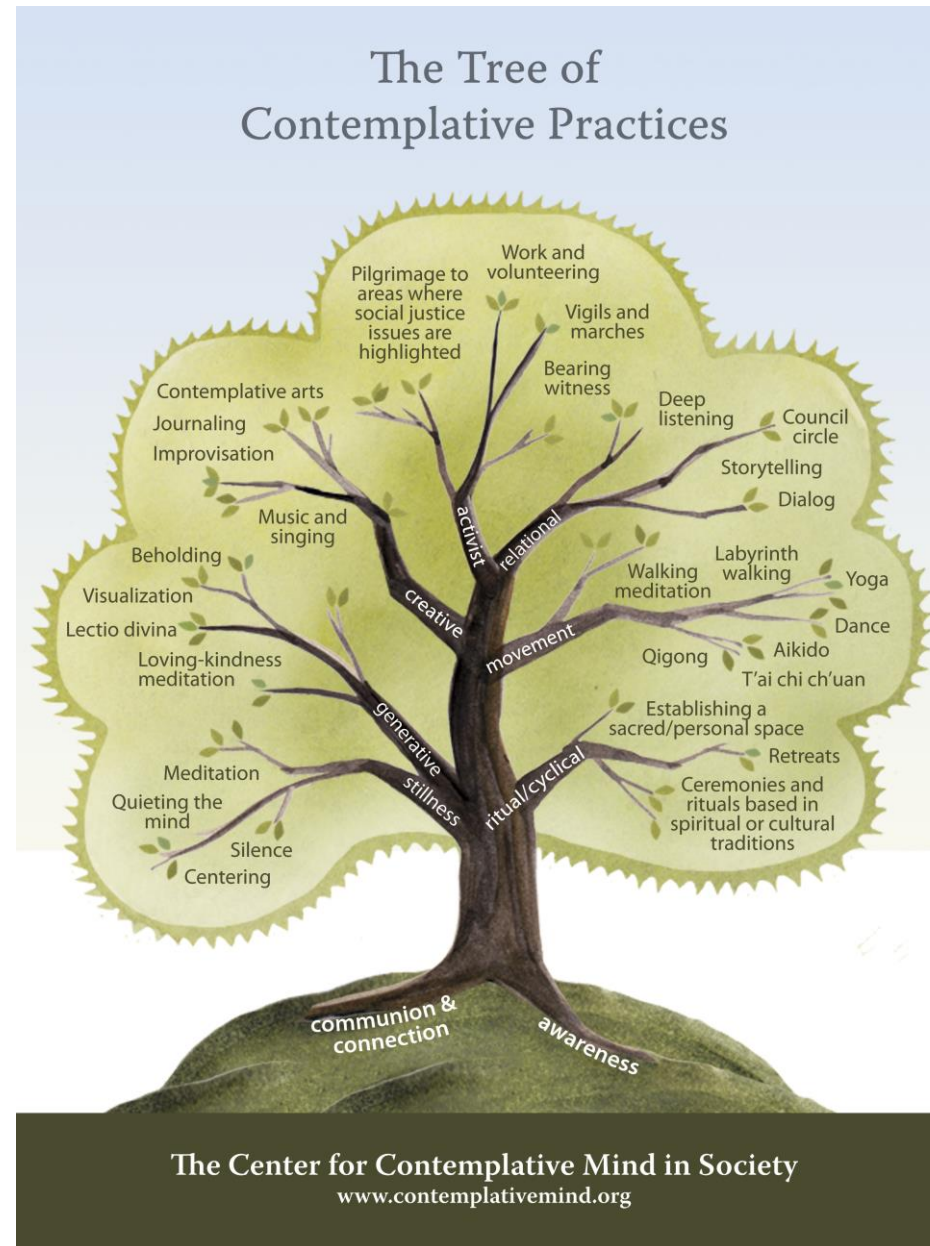 The Tree of
Contemplative Practices
Work and
volunteering
Pilgrimage to
areas where
social justice
issues are
highlighted
Vigils and
marches
Bearing
witness
Deep
listening
Council
circle
Storytelling
Dialog
Contemplative arts
Journaling
Improvisation
Music and
singing
activist
relational
creative
movement
Beholding
Visualization
Lectio divina
Loving-kindness
meditation
Walking
meditation
Labyrinth
walking
Yoga
Dance
Aikido
Qigong
T'ai chi ch'uan
generative
stillness
ritual/cyclical
Establishing a
sacred/personal space
Retreats
Ceremonies and
rituals based in
spiritual or cultural
traditions
Meditation
Quieting the
mind
Silence
Centering
communion &
connection
awareness
The Center for Contemplative Mind in Society
www.contemplativemind.org